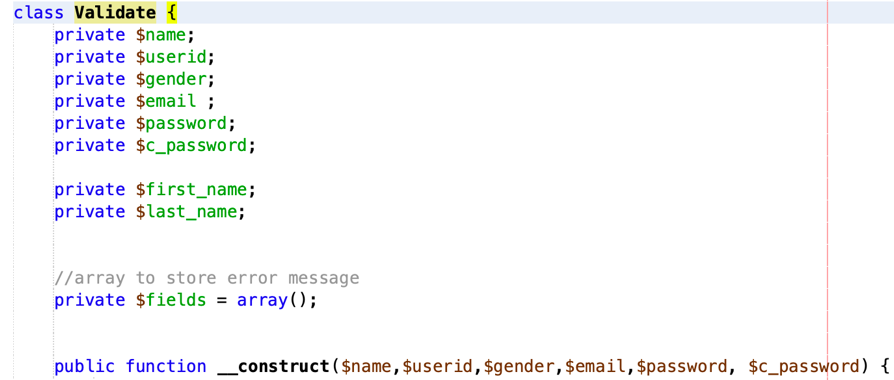 class Validate {
private $name;
private $userid;
private $gender;
private $email ;
private $password;
private $c_password;
private $first_name;
private $last_name;
//array to store error message
private $fields = array();
public function __construct($name,$userid,$gender,$email,$password, $c_password) {